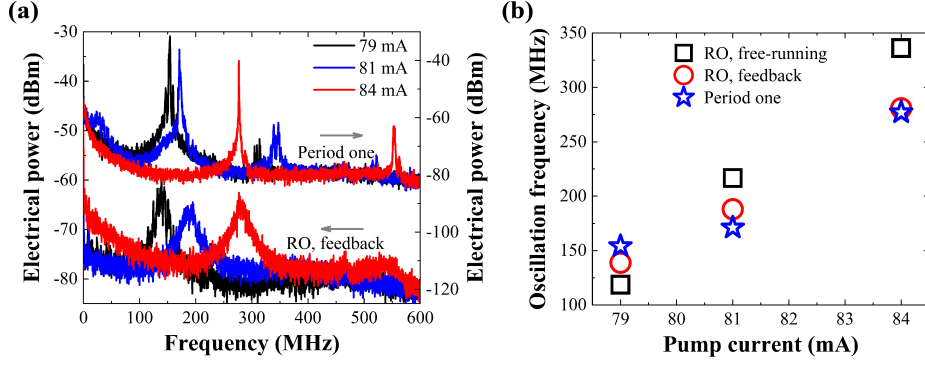 (a)
Electrical power (dBm)
-30
-40
-50
-60
-70
-80
79 mA
81 mA
84 mA
Period one
RO, feedback
-40
-60
-80
-100
-120
Electrical power (dBm)
0 100 200 300 400 500 600
Frequency (MHz)
(b)
Oscillation frequency (MHz)
350
300
250
200
150
100
RO, free-running
RO, feedback
Period one
79 80 81 82 83 84
Pump current (mA)